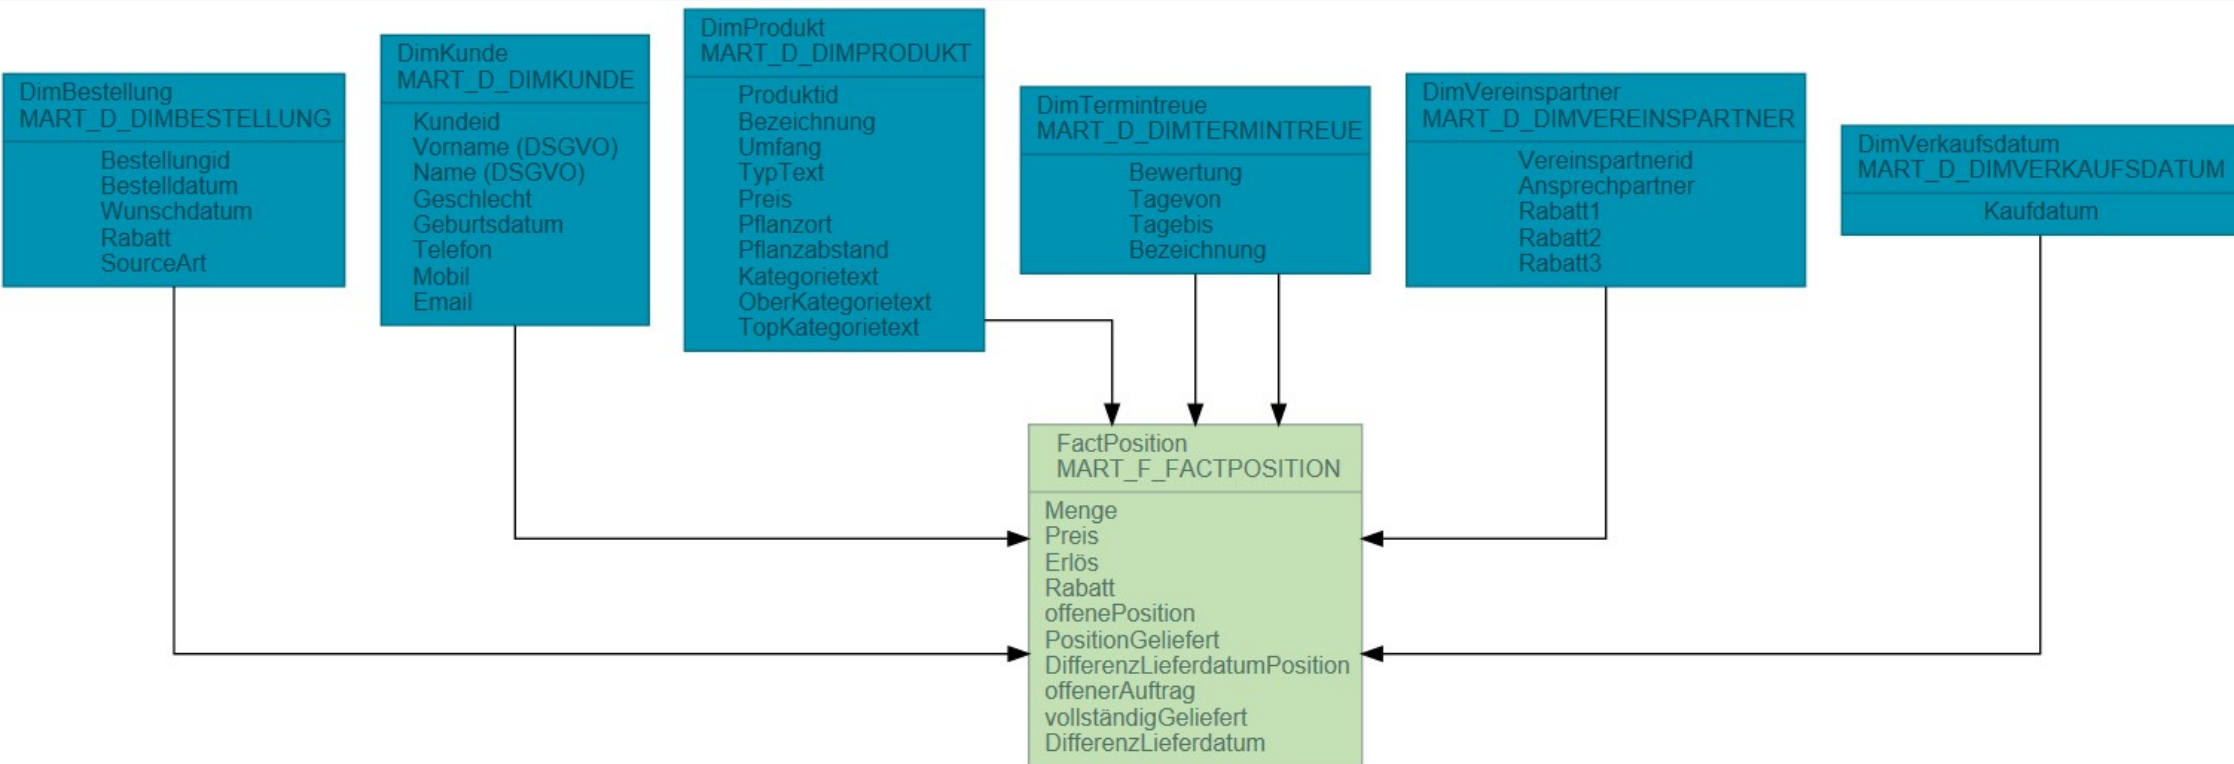 DimBestellung
MART_D_DIMBESTELLUNG
Bestellungid
Bestelldatum
Wunschdatum
Rabatt
SourceArt
DimKunde
MART_D_DIMKUNDE
Kundeid
Vorname (DSGVO)
Name (DSGVO)
Geschlecht
Geburtsdatum
Telefon
Mobil
Email
DimProdukt
MART_D_DIMPRODUKT
Produktid
Bezeichnung
Umfang
TypText
Preis
Pflanzort
Pflanzabstand
Kategorietext
OberKategorietext
TopKategorietext
DimTermintreue
MART_D_DIMTERMINTREUE
Bewertung
Tagevon
Tagebis
Bezeichnung
DimVereinspartner
MART_D_DIMVEREINSPARTNER
Vereinspartnerid
Ansprechpartner
Rabatt1
Rabatt2
Rabatt3
DimVerkaufsdatum
MART_D_DIMVERKAUFSDATUM
Kaufdatum
FactPosition
MART_F_FACTPOSITION
Menge
Preis
Erlös
Rabatt
offenePosition
PositionGeliefert
DifferenzLieferdatumPosition
offenerAuftrag
vollständigGeliefert
DifferenzLieferdatum